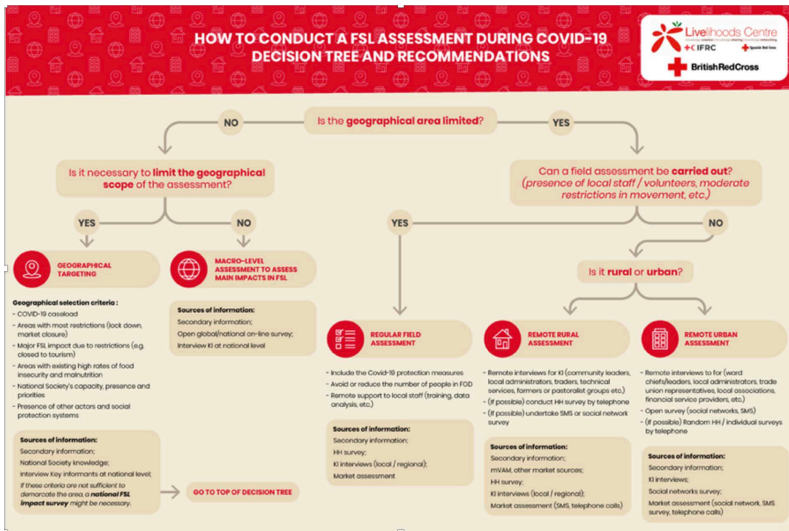 HOW TO CONDUCT A FSL ASSESSMENT DURING COVID-19
DECISION TREE AND RECOMMENDATIONS
Livelihoods Centre
IFRC
Spanish Red Cross
BritishRedCross
NO
Is the geographical area limited?
YES
Is it necessary to limit the geographical
scope of the assessment?
YES
NO
Can a field assessment be carried out?
(presence of local staff / volunteers, moderate
restrictions in movement, etc.)
YES
NO
Is it rural or urban?
GEOGRAPHICAL
TARGETING
Geographical selection criteria :
- COVID-19 caseload
- Areas with most restrictions (lock down,
market closure)
- Major FSL impact due to restrictions (e.g.
closed to tourism)
- Areas with existing high rates of food
insecurity and malnutrition
- National Society's capacity, presence and
priorities
- Presence of other actors and social
protection systems
Sources of information:
Secondary information;
National Society knowledge;
Interview Key informants at national level;
If these criteria are not sufficient to
demarcate the area, a national FSL
impact survey might be necessary.
GO TO TOP OF DECISION TREE
MACRO-LEVEL
ASSESSMENT TO ASSESS
MAIN IMPACTS IN FSL
Sources of information:
Secondary information;
Open global/national on-line survey;
Interview KI at national level
REGULAR FIELD
ASSESSMENT
- Include the Covid-19 protection measures
- Avoid or reduce the number of people in FGD
- Remote support to local staff (training, data
analysis, etc.)
Sources of information:
Secondary information;
HH survey;
KI interviews (local / regional);
Market assessment
REMOTE RURAL
ASSESSMENT
- Remote interviews for KI (community leaders,
local administrators, traders, technical
services, farmers or pastoralist groups etc.)
- (if possible) conduct HH survey by telephone
- (if possible) undertake SMS or social network
survey
Sources of information:
Secondary information;
mVAM, other market sources;
HH survey;
KI interviews (local / regional);
Market assessment (SMS, telephone calls)
REMOTE URBAN
ASSESSMENT
- Remote interviews to for (ward
chiefs/leaders, local administrators, trade
union representatives, local associations,
financial service providers, etc.)
- Open survey (social networks, SMS)
- (if possible) Random HH / individual surveys
by telephone
Sources of information:
Secondary information;
KI interviews;
Social networks survey;
Market assessment (social network, SMS
survey, telephone calls)